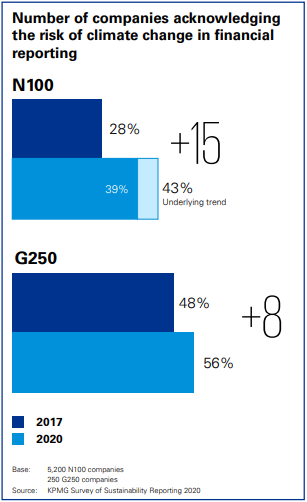 Number of companies acknowledging
the risk of climate change in financial
reporting
N100
28%
+15
39%
43%
Underlying trend
G250
48%
+8
56%
2017
2020
Base: 5,200 N100 companies
250 G250 companies
Source: KPMG Survey of Sustainability Reporting 2020